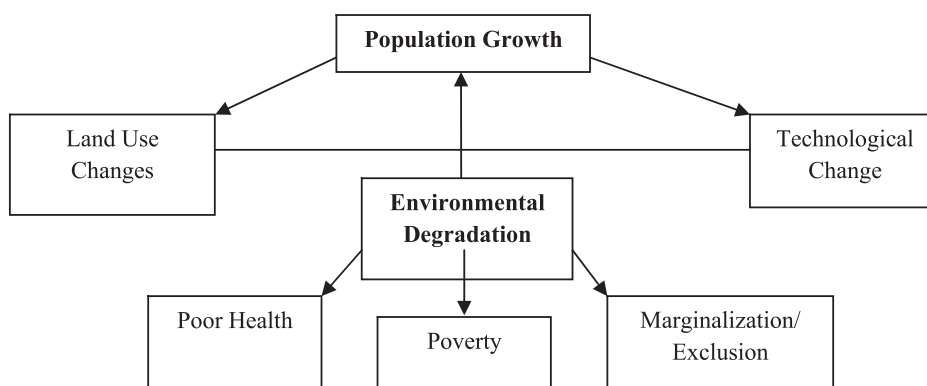 Population Growth
Land Use
Changes
Technological
Change
Environmental
Degradation
Poor Health
Poverty
Marginalization/
Exclusion